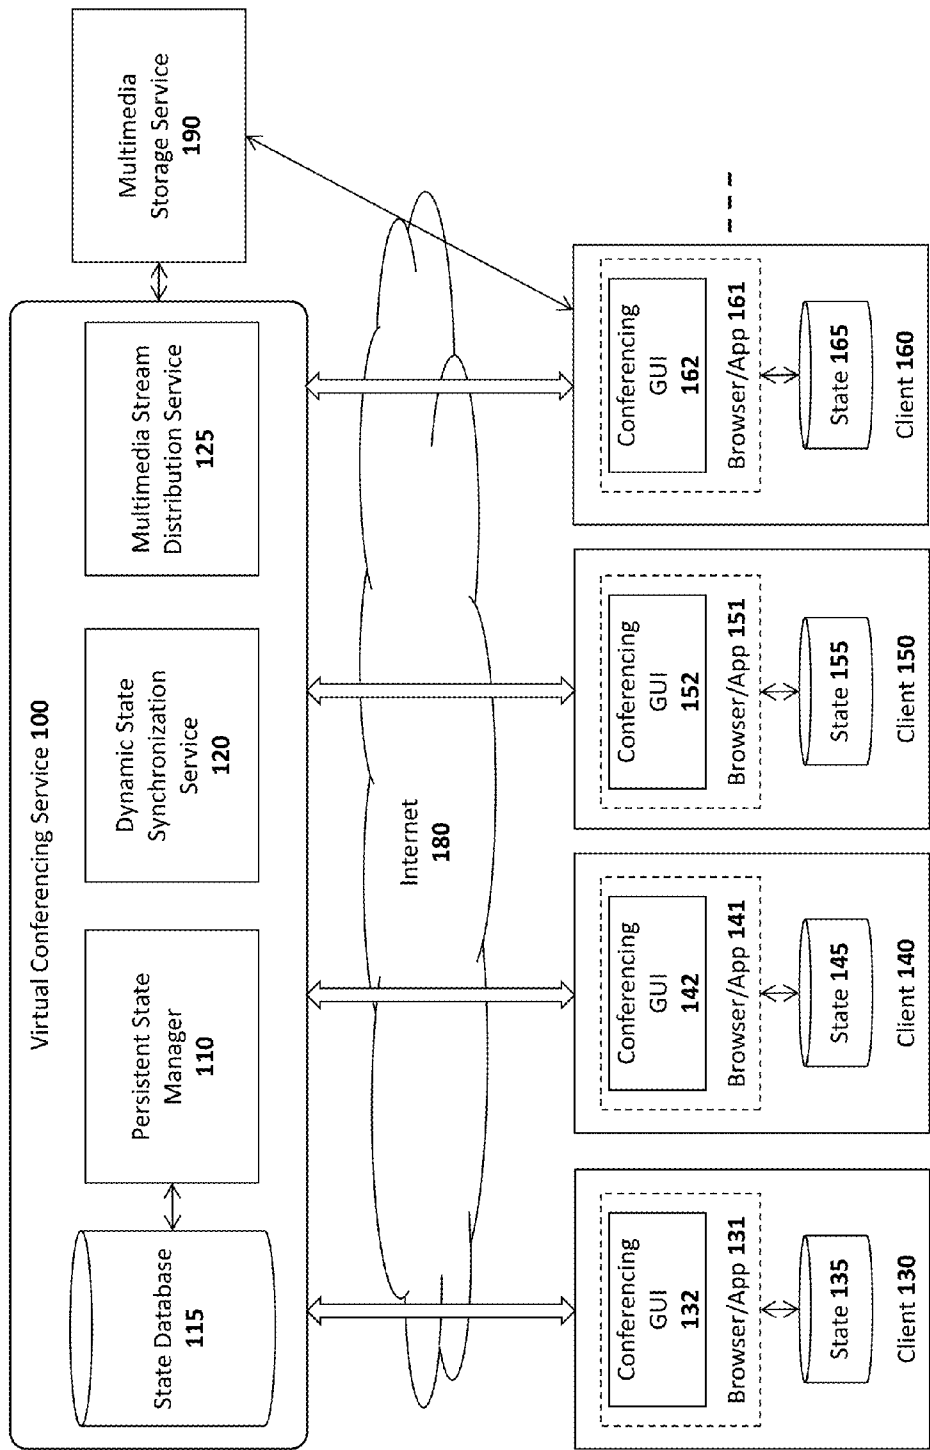 Virtual Conferencing Service 100
State Database
115
Persistent State
Manager
110
Dynamic State
Synchronization
Service
120
Multimedia Stream
Distribution Service
125
Multimedia
Storage Service
190
Internet
180
Conferencing
GUI
132
Browser/App 131
State 135
Client 130
Conferencing
GUI
142
Browser/App 141
State 145
Client 140
Conferencing
GUI
152
Browser/App 151
State 155
Client 150
Conferencing
GUI
162
Browser/App 161
State 165
Client 160